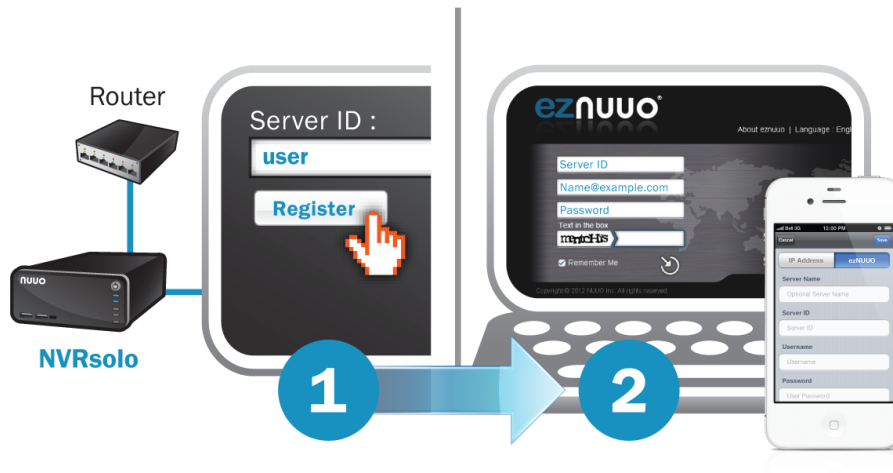 Router
nuuo
NVRsolo
Server ID :
user
Register
1
2
eznuuo®
About eznuuo | Language : Engl
Server ID
Name@example.com
Password
Text in the box
Remember Me
Copyright © 2012 NUUO Inc. All rights reserved.
Bell 3G 12:00 PM
Cancel Save
IP Address ezNUUO
Server Name
Optional Server Name
Server ID
Server ID
Username
Username
Password
User Password